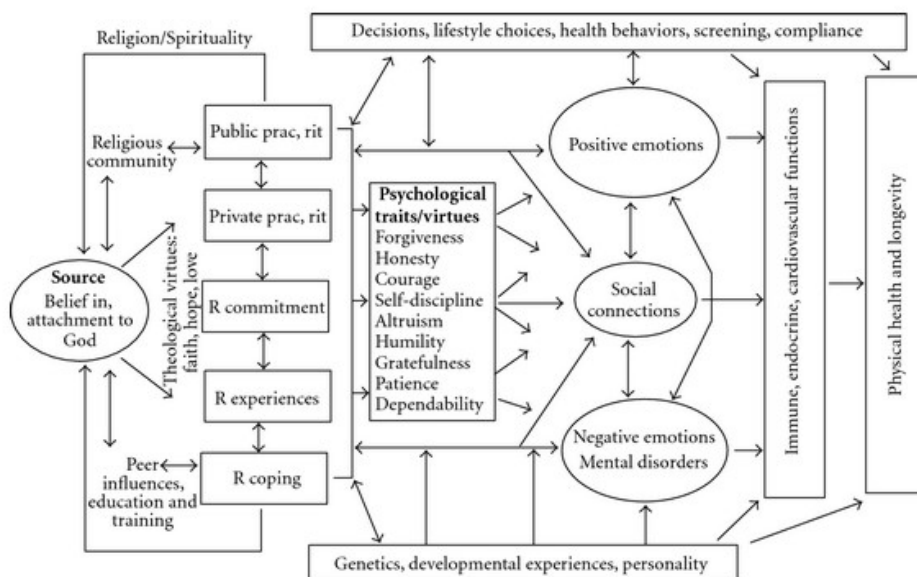 Religion/Spirituality
Decisions, lifestyle choices, health behaviors, screening, compliance
Public prac, rit
Religious
community
Private prac, rit
Source
Belief in,
attachment to
God
Theological virtues:
faith, hope, love
R commitment
R experiences
Peer
influences,
education and
training
R coping
Psychological
traits/virtues
Forgiveness
Honesty
Courage
Self-discipline
Altruism
Humility
Gratefulness
Patience
Dependability
Positive emotions
Social
connections
Negative emotions
Mental disorders
Immune, endocrine, cardiovascular functions
Physical health and longevity
Genetics, developmental experiences, personality